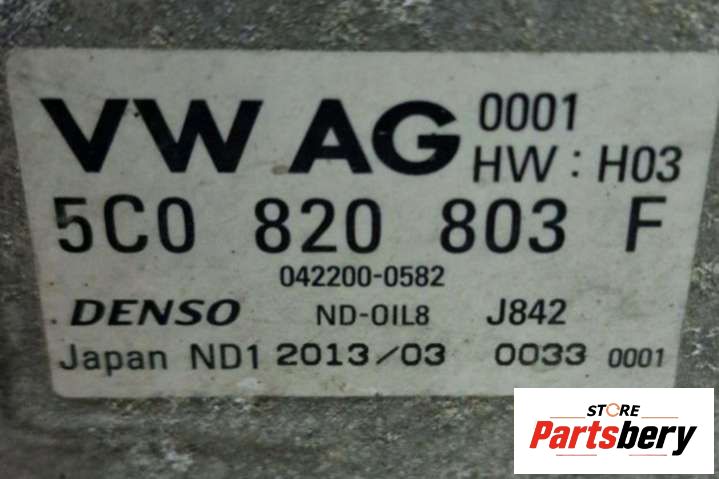 VW AG 0001
HW : H03
5C0 820 803 F
042200-0582
DENSO ND-OIL8 J842
Japan ND1 2013/03 0033 0001
STORE
Partsbery